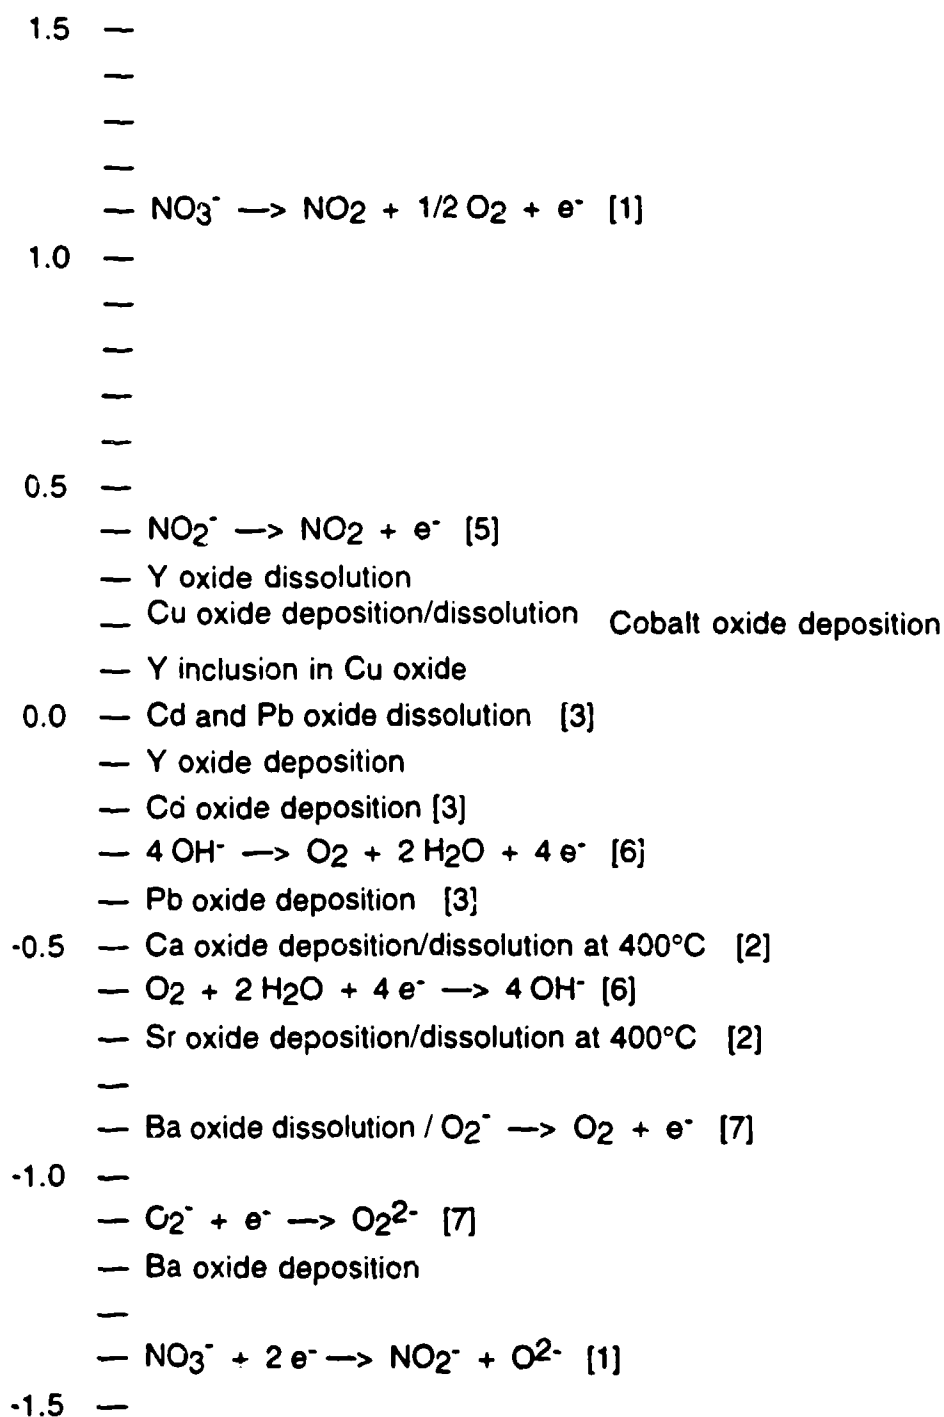 1.5 —
—
—
—
— NO₃⁻ —> NO₂ + 1/2 O₂ + e⁻ [1]
1.0 —
—
—
—
—
0.5 —
— NO₂⁻ —> NO₂ + e⁻ [5]
— Y oxide dissolution
— Cu oxide deposition/dissolution Cobalt oxide deposition
— Y inclusion in Cu oxide
0.0 — Cd and Pb oxide dissolution [3]
— Y oxide deposition
— Cd oxide deposition [3]
— 4 OH⁻ —> O₂ + 2 H₂O + 4 e⁻ [6]
— Pb oxide deposition [3]
-0.5 — Ca oxide deposition/dissolution at 400°C [2]
— O₂ + 2 H₂O + 4 e⁻ —> 4 OH⁻ [6]
— Sr oxide deposition/dissolution at 400°C [2]
—
— Ba oxide dissolution / O₂⁻ —> O₂ + e⁻ [7]
-1.0 —
— O₂⁻ + e⁻ —> O₂²⁻ [7]
— Ba oxide deposition
—
— NO₃⁻ + 2 e⁻ —> NO₂⁻ + O²⁻ [1]
-1.5 —